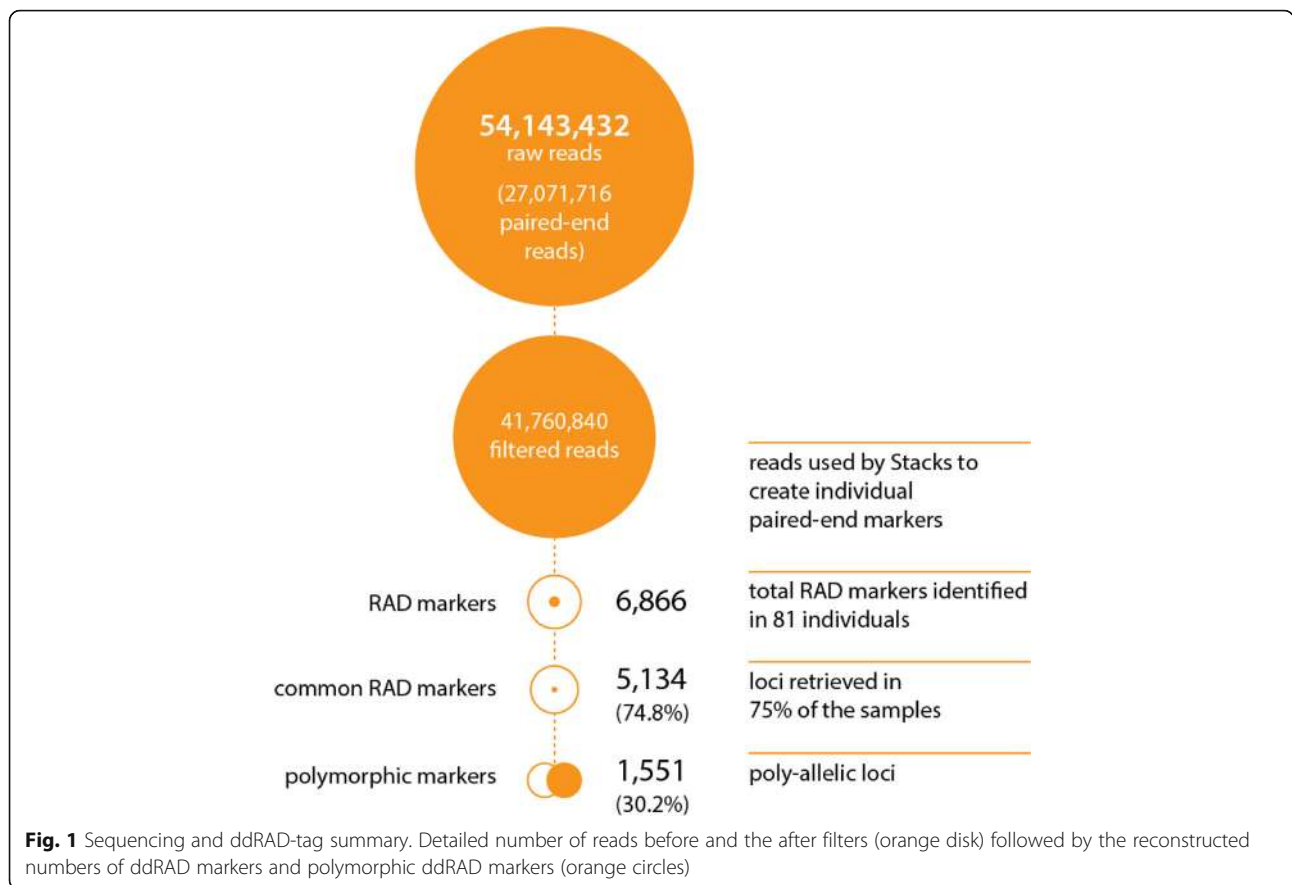 54,143,432
raw reads
(27,071,716
paired-end
reads)
41,760,840
filtered reads
reads used by Stacks to
create individual
paired-end markers
RAD markers
6,866
total RAD markers identified
in 81 individuals
common RAD markers
5,134
(74.8%)
loci retrieved in
75% of the samples
polymorphic markers
1,551
(30.2%)
poly-allelic loci
Fig. 1 Sequencing and ddRAD-tag summary. Detailed number of reads before and the after filters (orange disk) followed by the reconstructed
numbers of ddRAD markers and polymorphic ddRAD markers (orange circles)